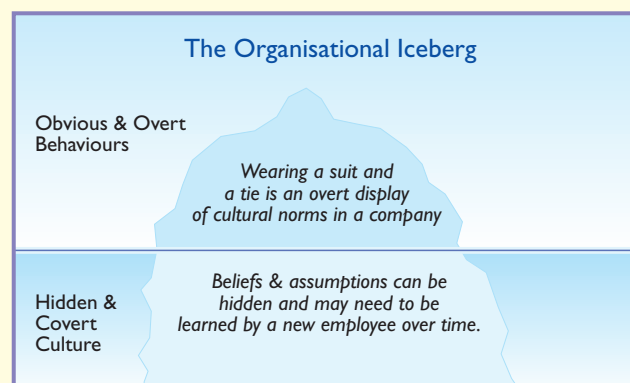 The Organisational Iceberg
Obvious & Overt
Behaviours
Wearing a suit and
a tie is an overt display
of cultural norms in a company
Beliefs & assumptions can be
hidden and may need to be
learned by a new employee over time.
Hidden &
Covert
Culture